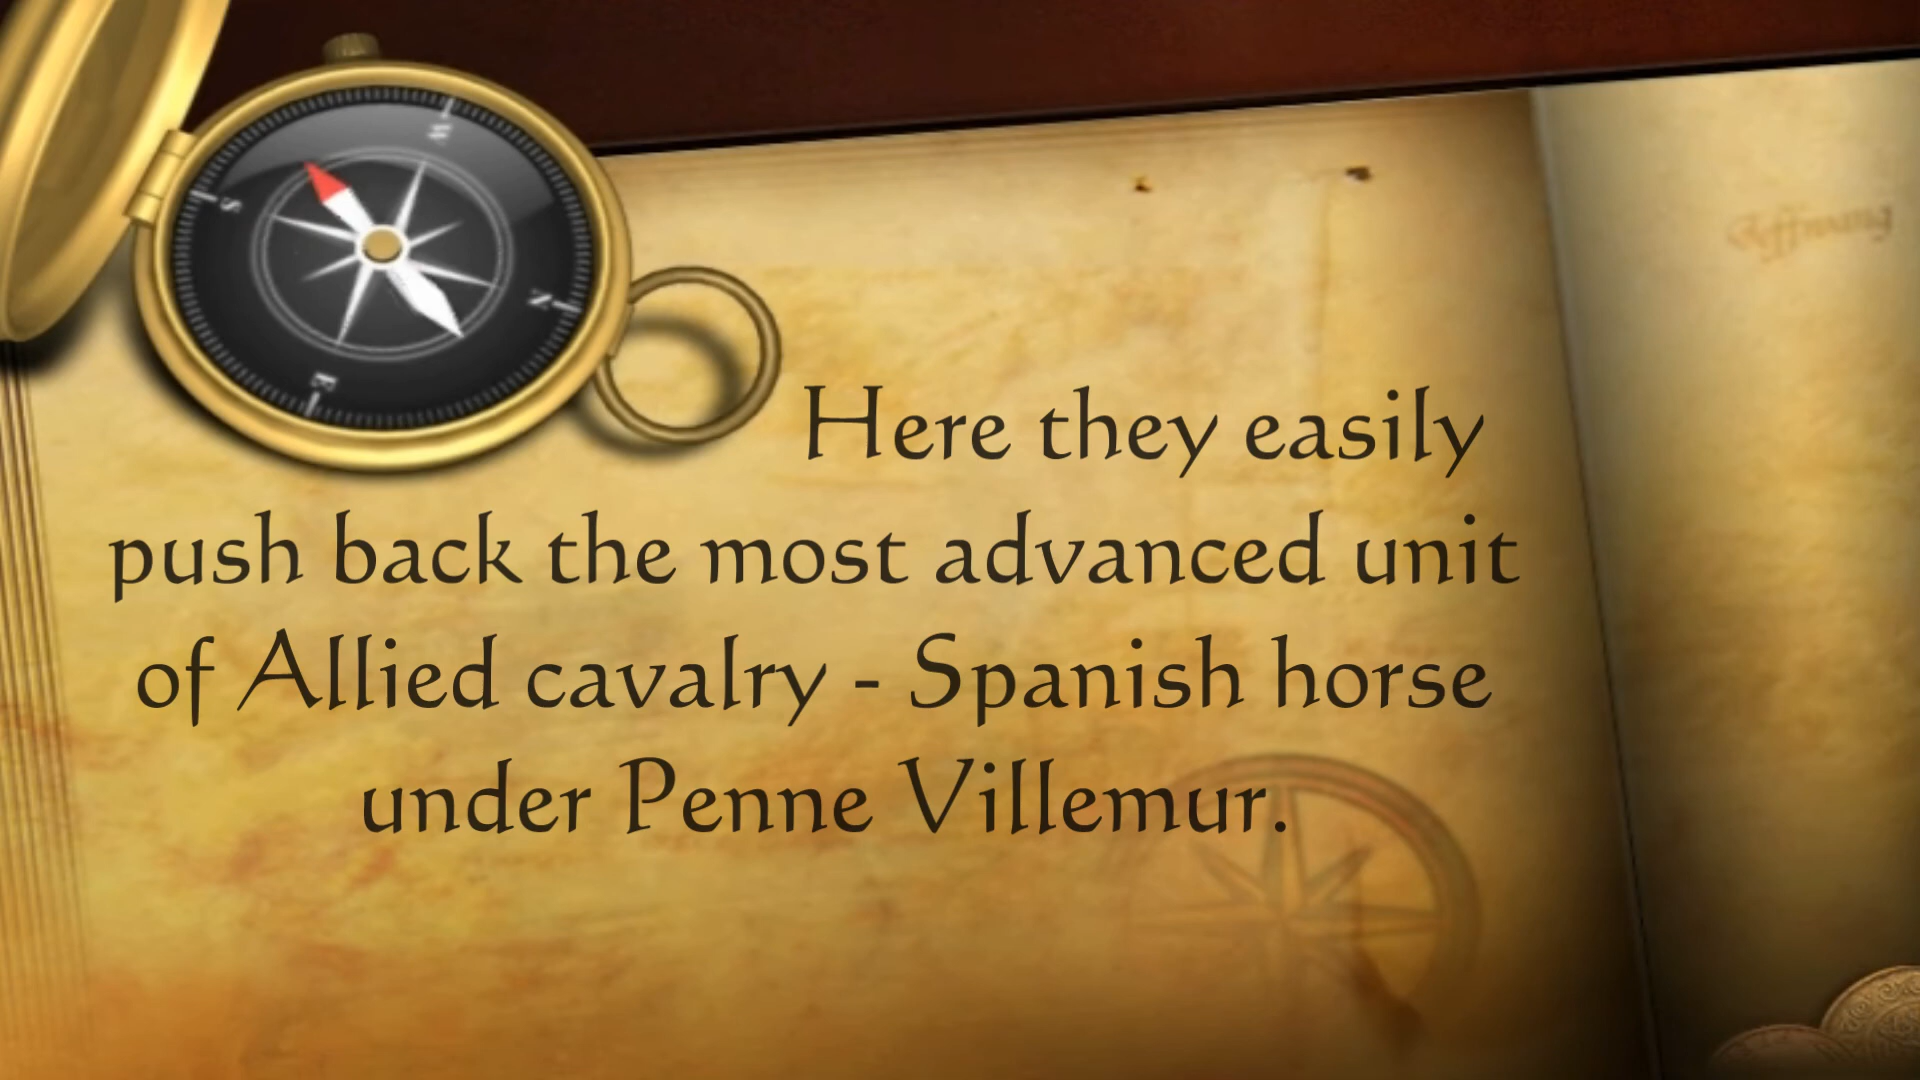 W
S
N
E
Here they easily
push back the most advanced unit
of Allied cavalry - Spanish horse
under Penne Villemur.